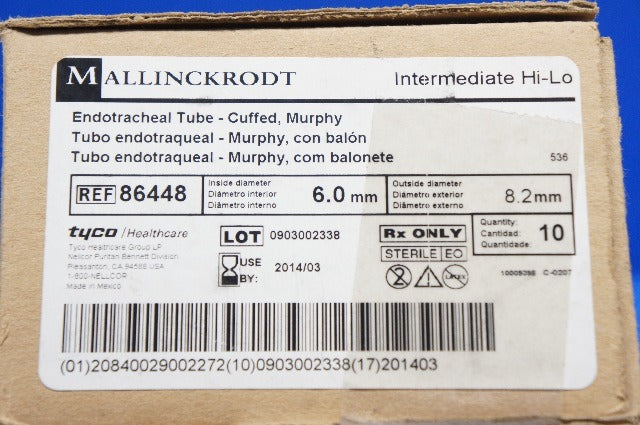 MALLINCKRODT Intermediate Hi-Lo
Endotracheal Tube - Cuffed, Murphy
Tubo endotraqueal - Murphy, con balón
Tubo endotraqueal - Murphy, com balonete 536
REF 86448 Inside diameter Diámetro interior Diâmetro interno 6.0 mm Outside diameter Diámetro exterior Diâmetro externo 8.2mm
tyco / Healthcare
Tyco Healthcare Group LP
Nellcor Puritan Bennett Division
Pleasanton, CA 94588 USA
1-800-NELLCOR
Made in Mexico
LOT 0903002338
USE BY: 2014/03
Rx ONLY
STERILE EO
2 LATEX
Quantity:
Cantidad: 10
Quantidade:
10005398 C-0207
(01)20840029002272(10)0903002338(17)201403